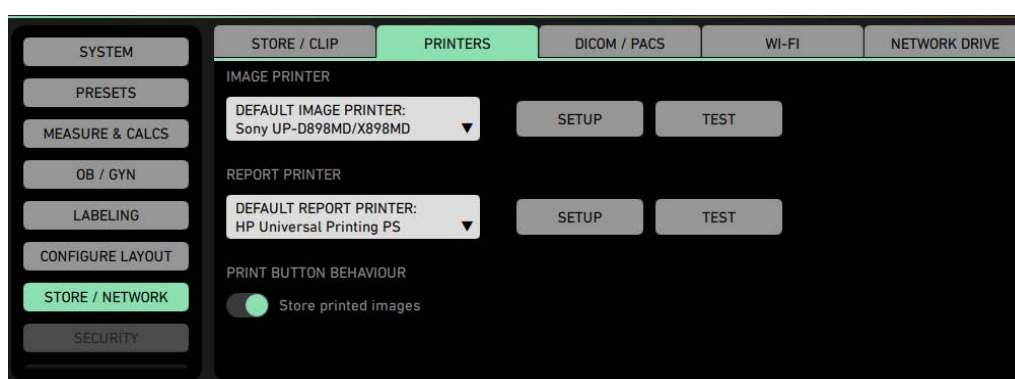 SYSTEM
PRESETS
MEASURE & CALCS
OB / GYN
LABELING
CONFIGURE LAYOUT
STORE / NETWORK
SECURITY
STORE / CLIP
PRINTERS
DICOM / PACS
WI-FI
NETWORK DRIVE
IMAGE PRINTER
DEFAULT IMAGE PRINTER:
Sony UP-D898MD/X898MD
SETUP
TEST
REPORT PRINTER
DEFAULT REPORT PRINTER:
HP Universal Printing PS
SETUP
TEST
PRINT BUTTON BEHAVIOUR
Store printed images